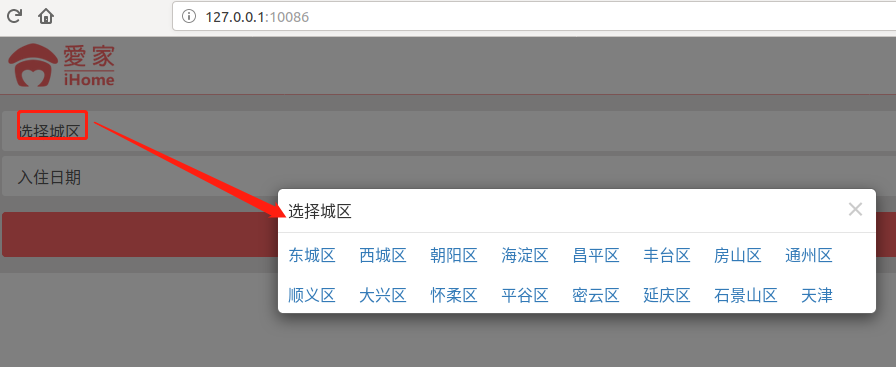 127.0.0.1:10086
愛家
iHome
选择城区
入住日期
选择城区
东城区 西城区 朝阳区 海淀区 昌平区 丰台区 房山区 通州区
顺义区 大兴区 怀柔区 平谷区 密云区 延庆区 石景山区 天津